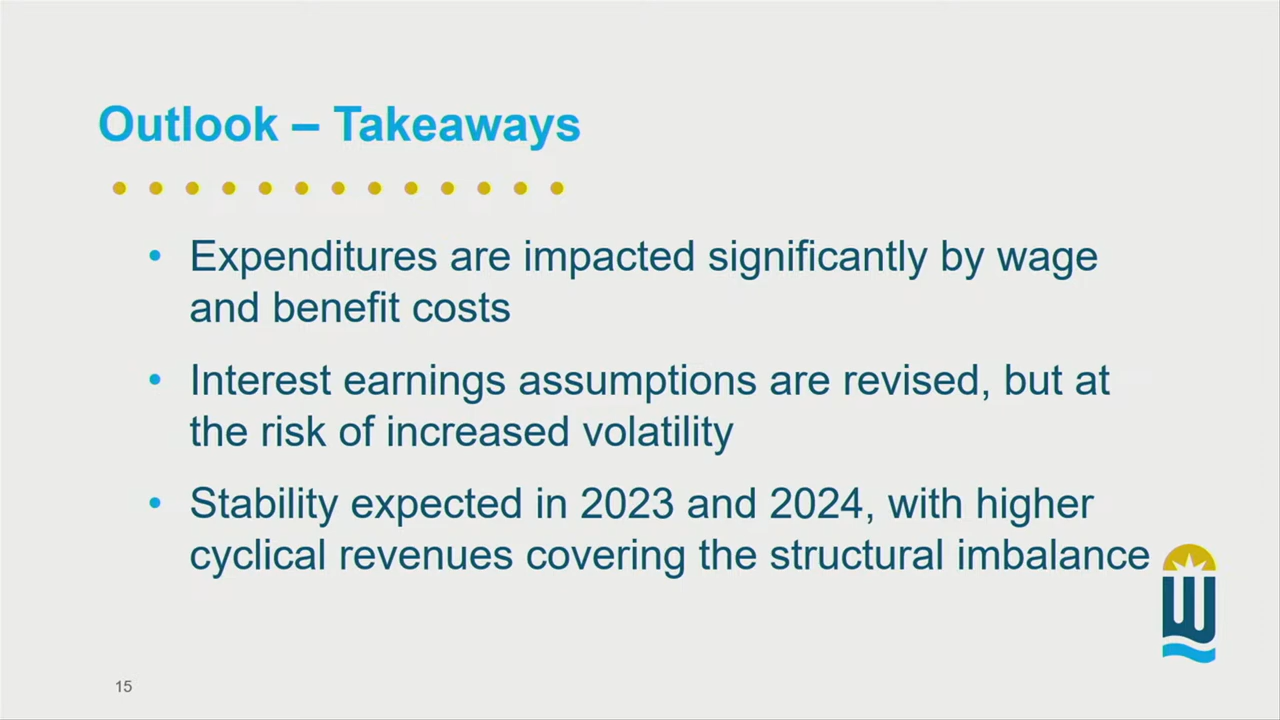 Outlook – Takeaways
• Expenditures are impacted significantly by wage
and benefit costs
• Interest earnings assumptions are revised, but at
the risk of increased volatility
• Stability expected in 2023 and 2024, with higher
cyclical revenues covering the structural imbalance
W
15